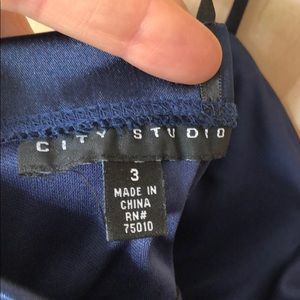 CITY STUDIO
3
MADE IN
CHINA
RN#
75010